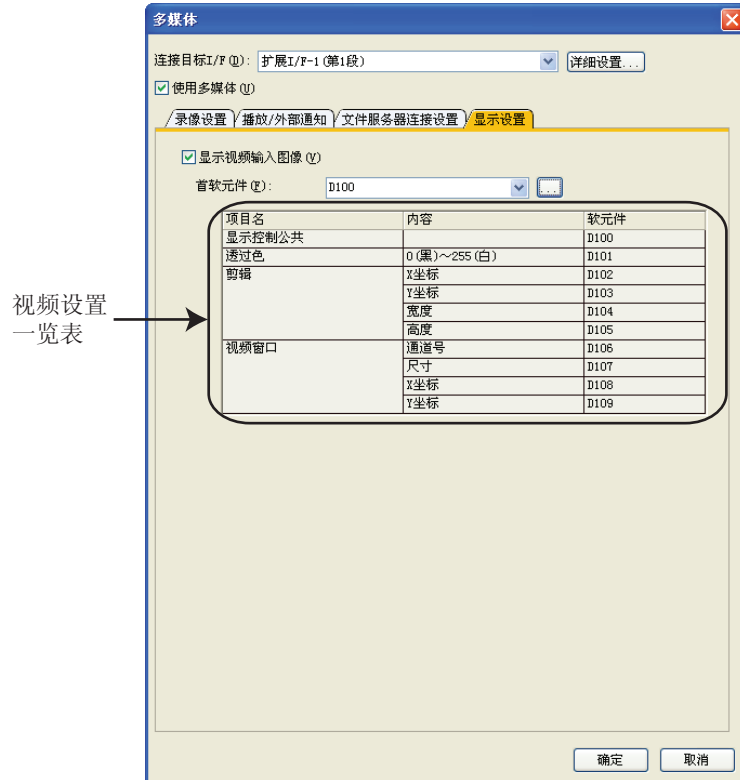 多媒体
连接目标I/F(D): 扩展I/F-1(第1段) 详细设置...
使用多媒体(U)
录像设置 播放/外部通知 文件服务器连接设置 显示设置
显示视频输入图像(V)
首软元件(F): D100 ...
项目名 内容 软元件
显示控制公共 D100
透过色 0(黑)～255(白) D101
剪辑 X坐标 D102
Y坐标 D103
宽度 D104
高度 D105
视频窗口 通道号 D106
尺寸 D107
X坐标 D108
Y坐标 D109
视频设置
一览表
确定 取消